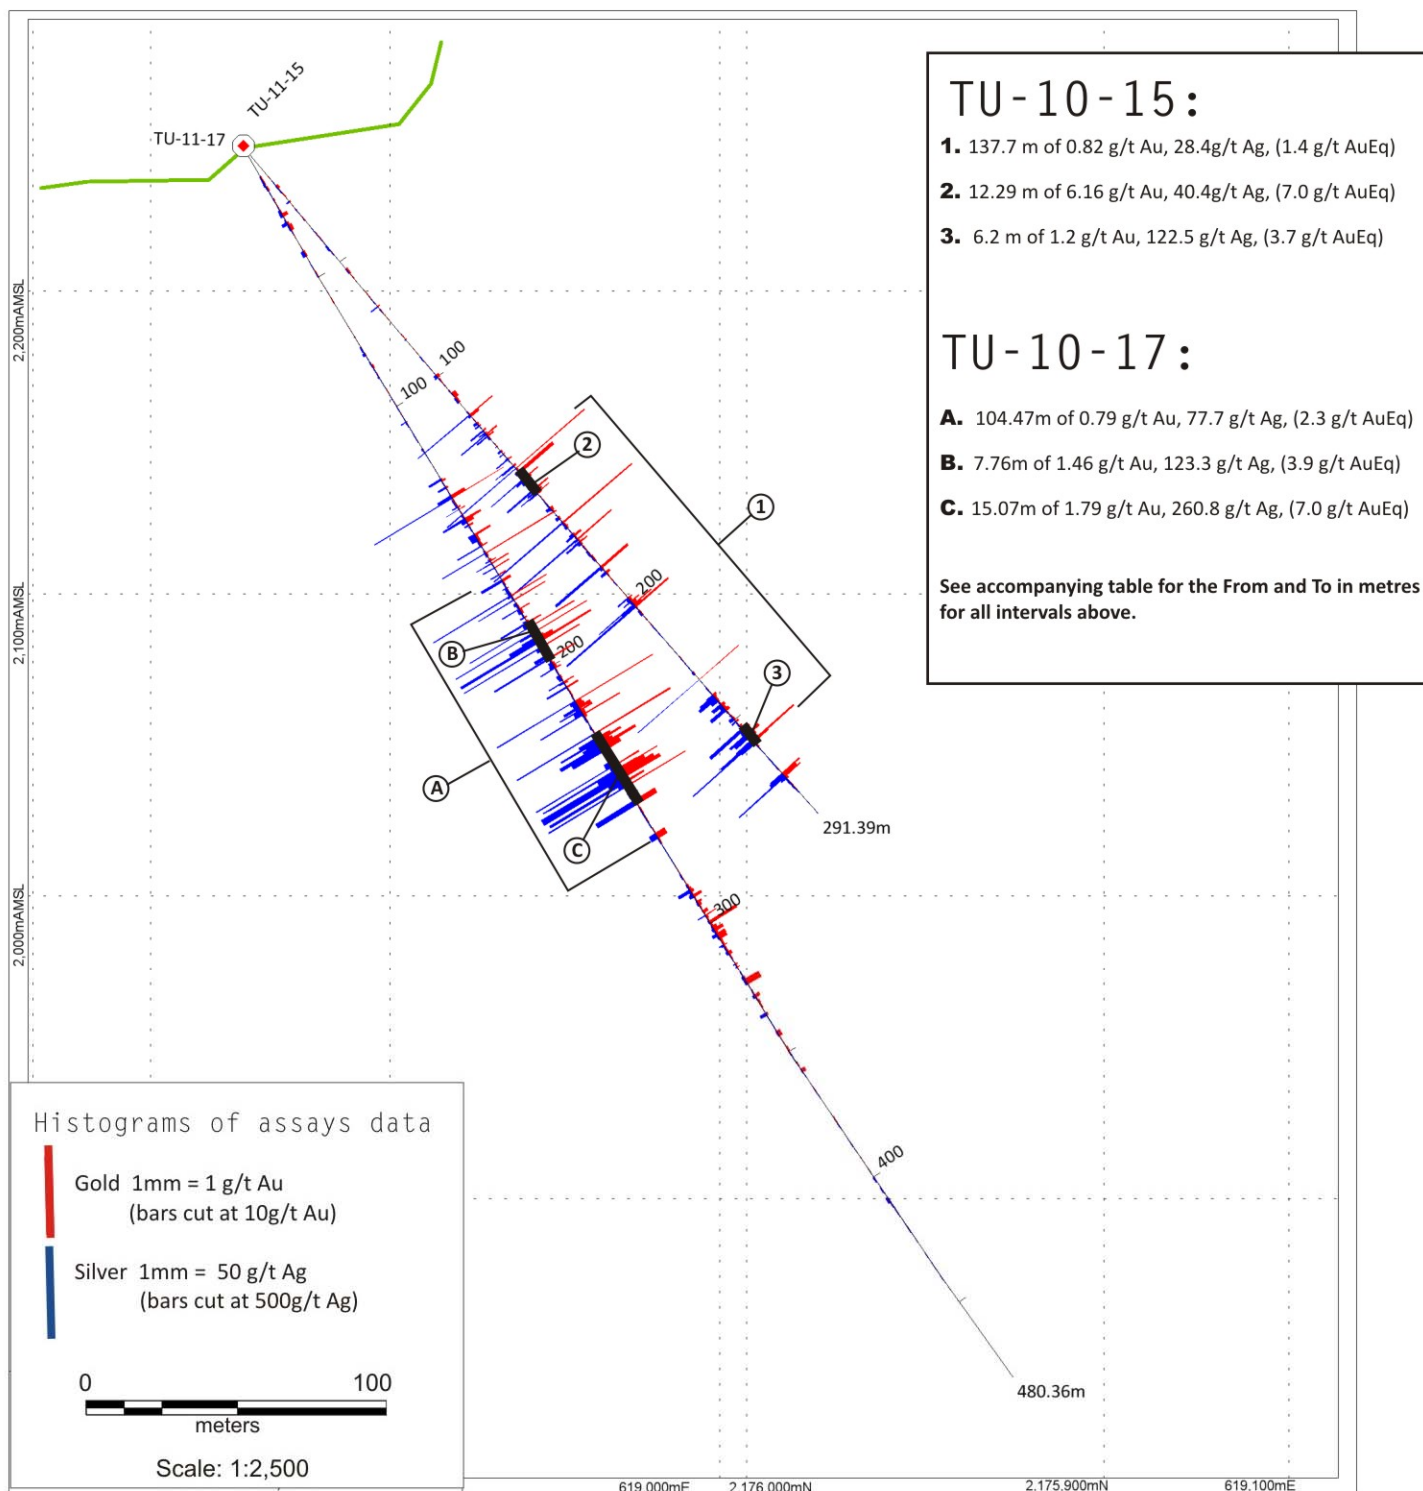 TU-11-15
TU-11-17
TU-10-15:
1. 137.7 m of 0.82 g/t Au, 28.4g/t Ag, (1.4 g/t AuEq)
2. 12.29 m of 6.16 g/t Au, 40.4g/t Ag, (7.0 g/t AuEq)
3. 6.2 m of 1.2 g/t Au, 122.5 g/t Ag, (3.7 g/t AuEq)
TU-10-17:
A. 104.47m of 0.79 g/t Au, 77.7 g/t Ag, (2.3 g/t AuEq)
B. 7.76m of 1.46 g/t Au, 123.3 g/t Ag, (3.9 g/t AuEq)
C. 15.07m of 1.79 g/t Au, 260.8 g/t Ag, (7.0 g/t AuEq)
See accompanying table for the From and To in metres
for all intervals above.
2,200mAMSL
100
100
2
1
200
2,100mAMSL
B
200
3
A
C
291.39m
300
2,000mAMSL
400
480.36m
Histograms of assays data
Gold 1mm = 1 g/t Au
(bars cut at 10g/t Au)
Silver 1mm = 50 g/t Ag
(bars cut at 500g/t Ag)
0 100
meters
Scale: 1:2,500
619,000mE
2,176,000mN
2,175,900mN
619,100mE